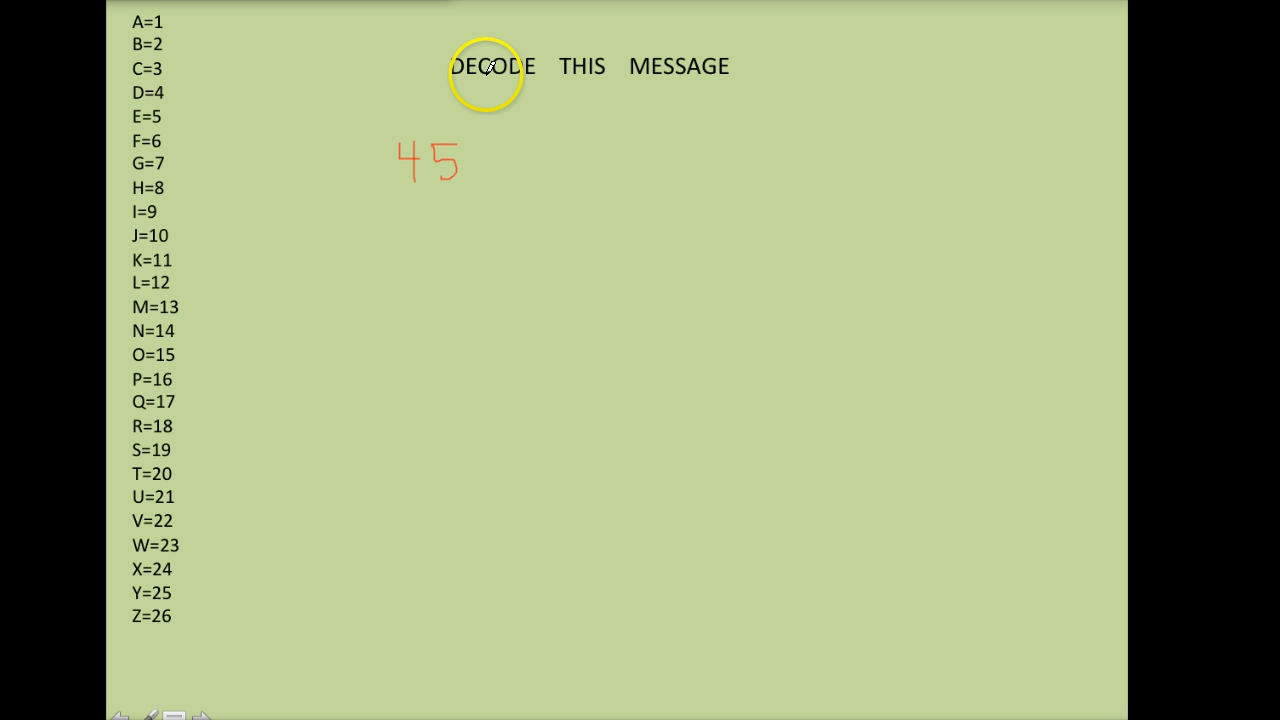 A=1
B=2
C=3
D=4
E=5
F=6
G=7
H=8
I=9
J=10
K=11
L=12
M=13
N=14
O=15
P=16
Q=17
R=18
S=19
T=20
U=21
V=22
W=23
X=24
Y=25
Z=26
DECODE THIS MESSAGE
45